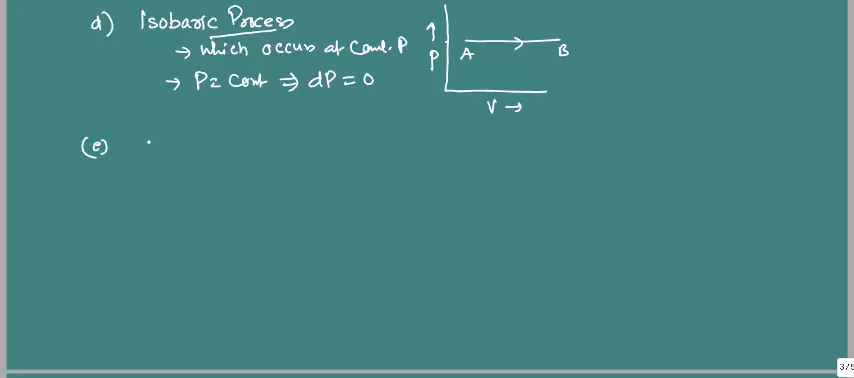 d) Isobaric Process
→ which occurs at Const. P
→ P = Const ⇒ dP = 0
↑
P
A B
V →
(e)
3/5